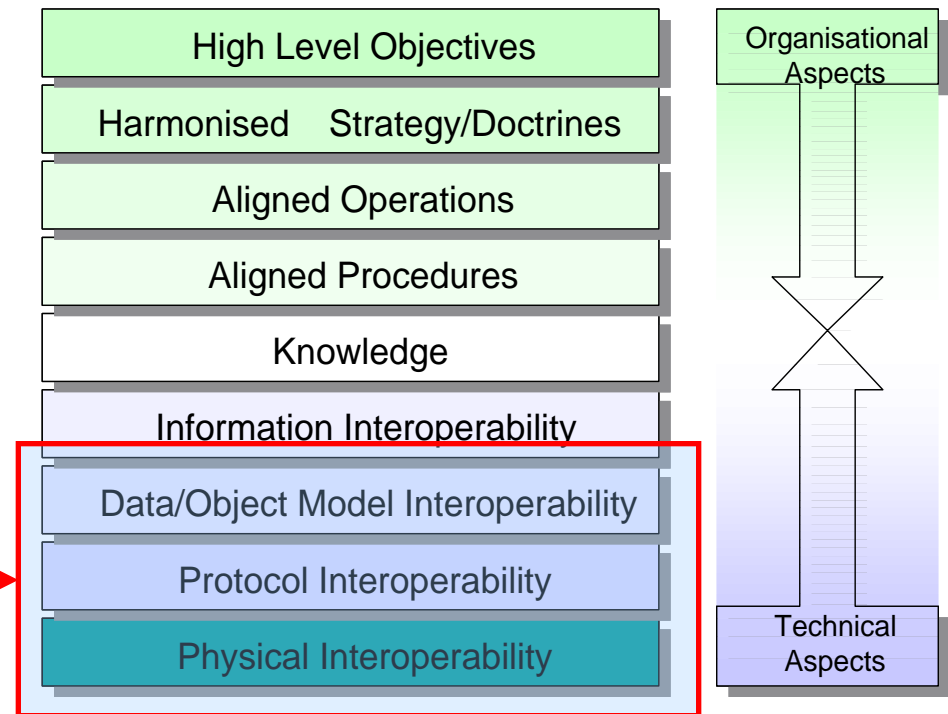 High Level Objectives
Harmonised Strategy/Doctrines
Aligned Operations
Aligned Procedures
Knowledge
Information Interoperability
Data/Object Model Interoperability
Protocol Interoperability
Physical Interoperability
Organisational
Aspects
Technical
Aspects